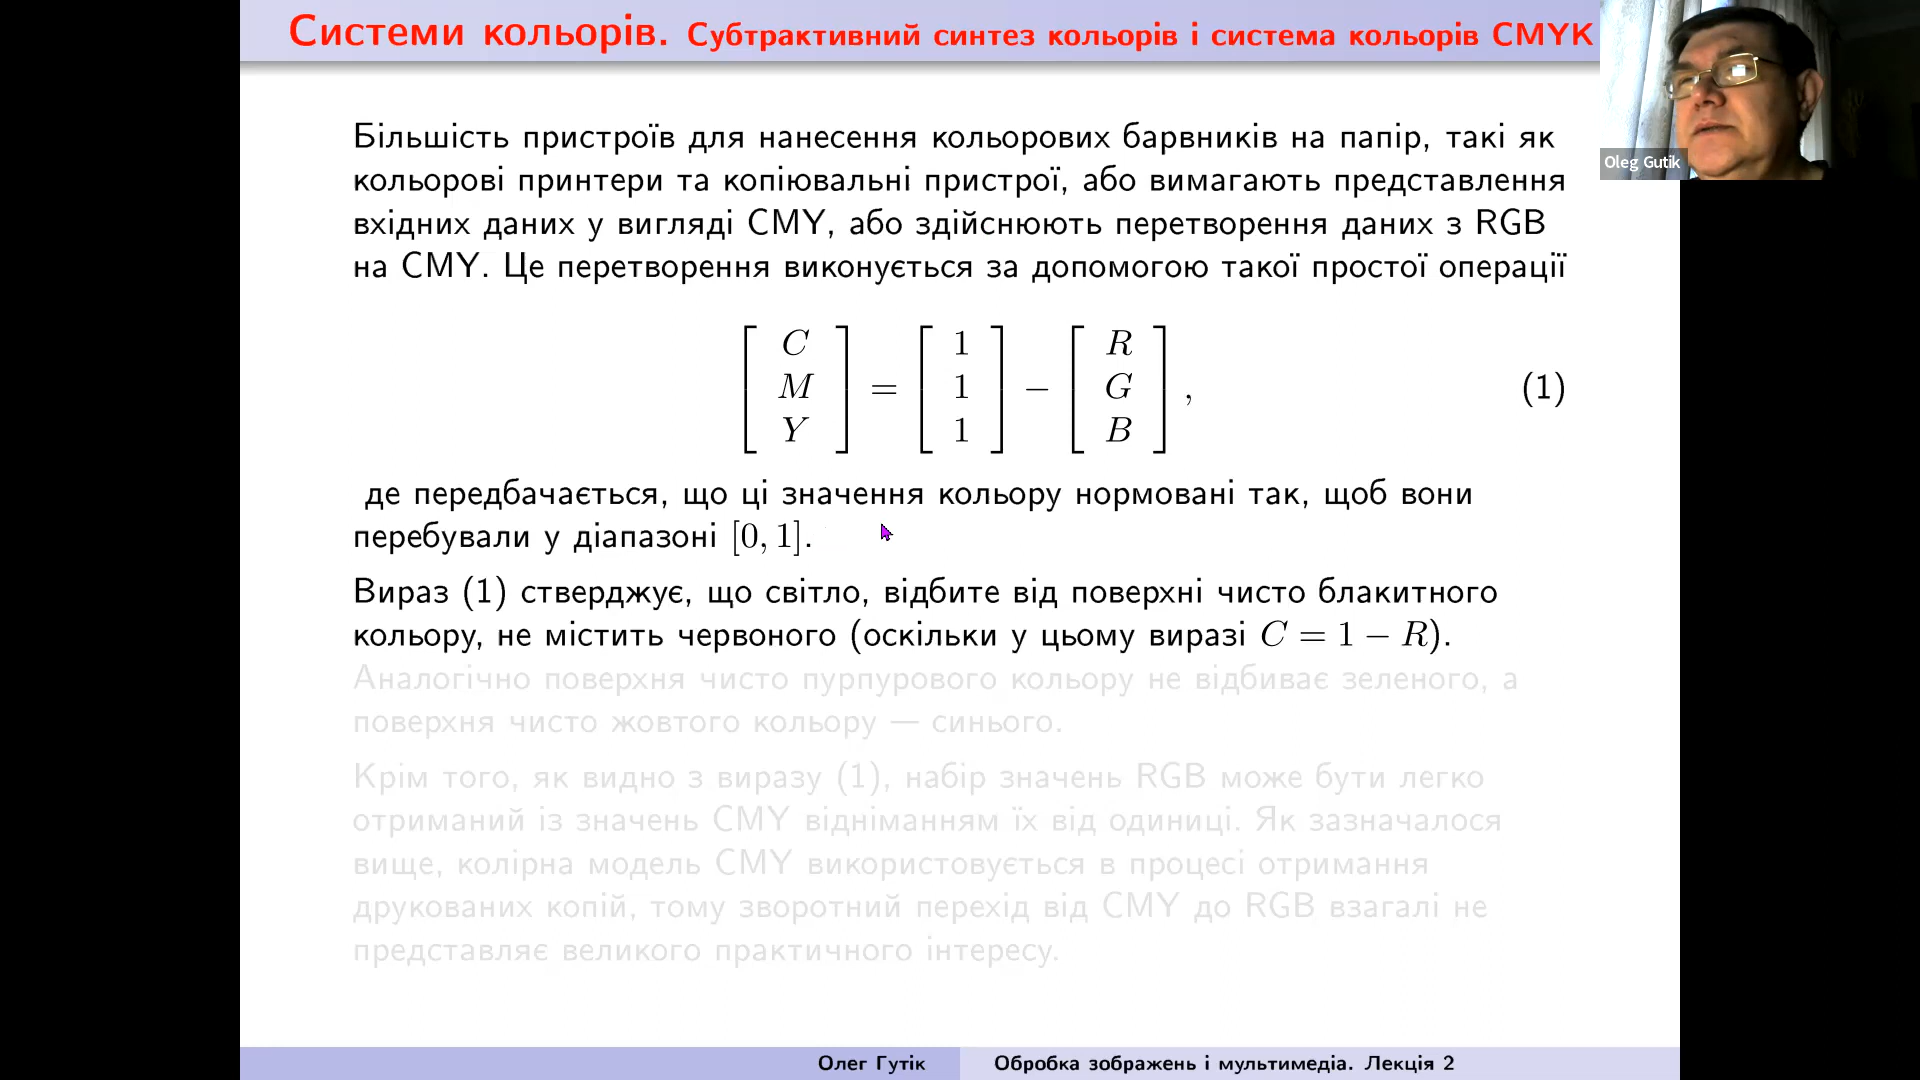 Системи кольорів. Субтрактивний синтез кольорів і система кольорів CMYK
Oleg Gutik
Більшість пристроїв для нанесення кольорових барвників на папір, такі як
кольорові принтери та копіювальні пристрої, або вимагають представлення
вхідних даних у вигляді CMY, або здійснюють перетворення даних з RGB
на CMY. Це перетворення виконується за допомогою такої простої операції
[ C ] [ 1 ] [ R ]
[ M ] = [ 1 ] − [ G ] , (1)
[ Y ] [ 1 ] [ B ]
де передбачається, що ці значення кольору нормовані так, щоб вони
перебували у діапазоні [0, 1].
Вираз (1) стверджує, що світло, відбите від поверхні чисто блакитного
кольору, не містить червоного (оскільки у цьому виразі C = 1 − R).
Аналогічно поверхня чисто пурпурового кольору не відбиває зеленого, а
поверхня чисто жовтого кольору — синього.
Крім того, як видно з виразу (1), набір значень RGB може бути легко
отриманий із значень CMY відніманням їх від одиниці. Як зазначалося
вище, колірна модель CMY використовується в процесі отримання
друкованих копій, тому зворотний перехід від CMY до RGB взагалі не
представляє великого практичного інтересу.
Олег Гутік Обробка зображень і мультимедіа. Лекція 2